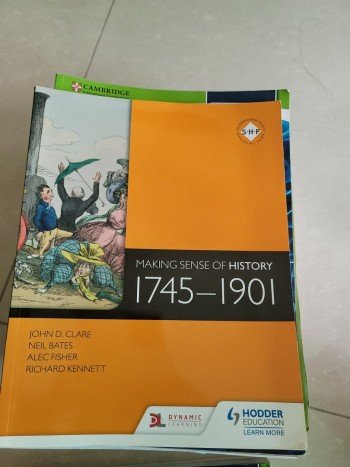 CAMBRIDGE
S·H·P
MAKING SENSE OF HISTORY
1745–1901
JOHN D. CLARE
NEIL BATES
ALEC FISHER
RICHARD KENNETT
DL DYNAMIC LEARNING
HODDER
EDUCATION
LEARN MORE